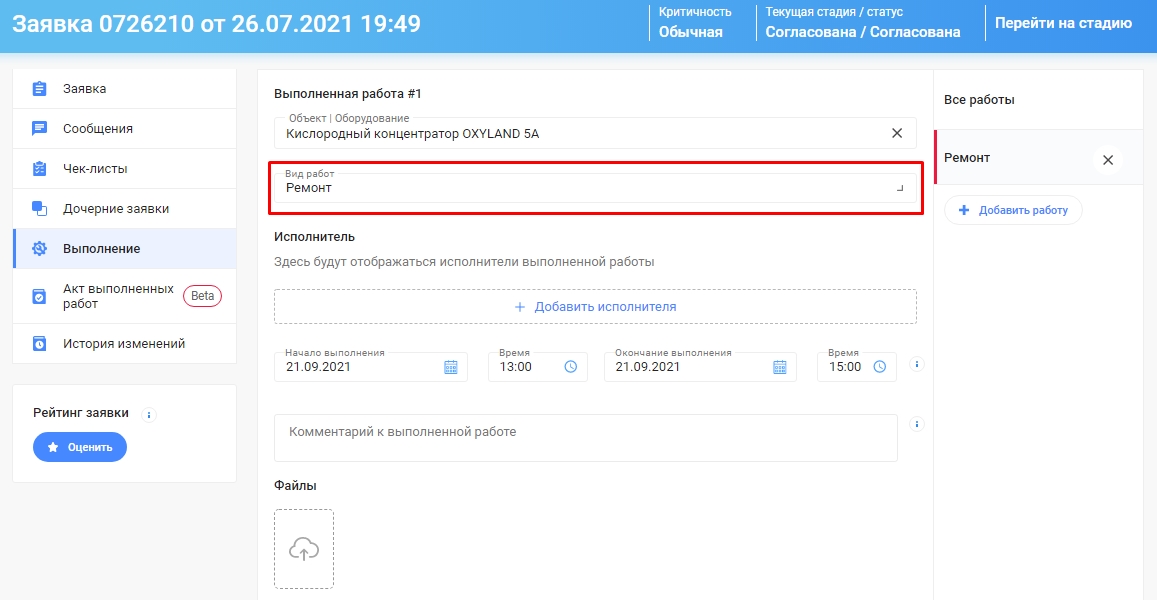 Заявка 0726210 от 26.07.2021 19:49
Критичность
Обычная
Текущая стадия / статус
Согласована / Согласована
Перейти на стадию
Заявка
Сообщения
Чек-листы
Дочерние заявки
Выполнение
Акт выполненных
работ
Beta
История изменений
Рейтинг заявки
Оценить
Выполненная работа #1
Объект | Оборудование
Кислородный концентратор OXYLAND 5A
Вид работ
Ремонт
Исполнитель
Здесь будут отображаться исполнители выполненной работы
+ Добавить исполнителя
Начало выполнения
21.09.2021
Время
13:00
Окончание выполнения
21.09.2021
Время
15:00
Комментарий к выполненной работе
Файлы
Все работы
Ремонт
+ Добавить работу